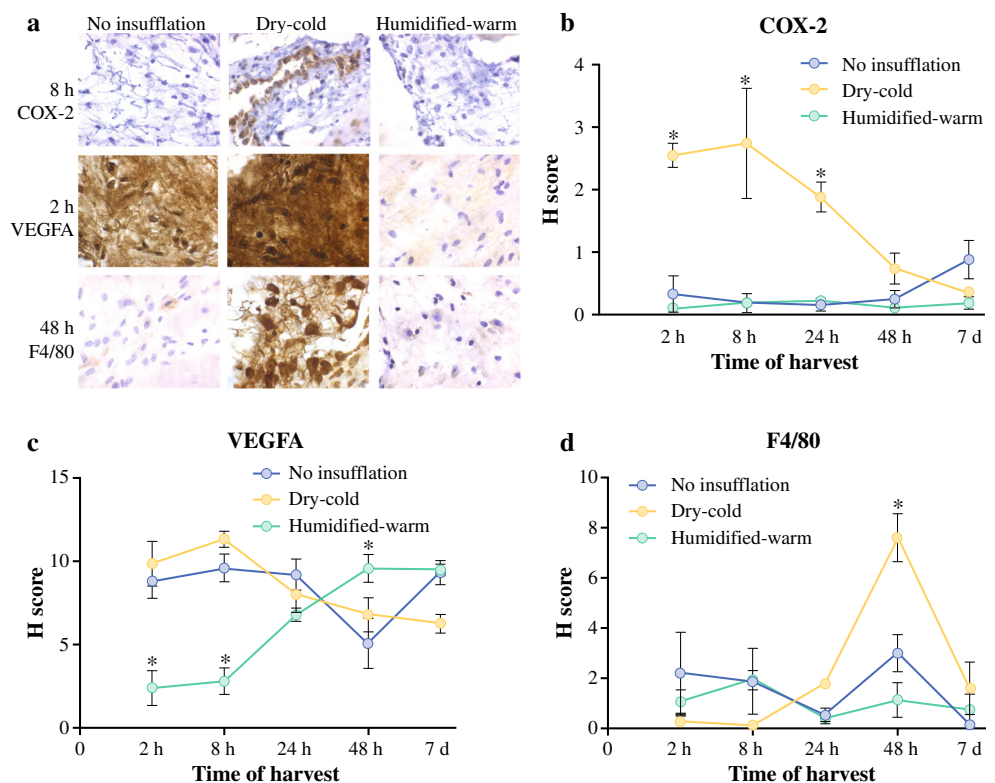 a
No insufflation Dry-cold Humidified-warm
8 h
COX-2
2 h
VEGFA
48 h
F4/80
b
COX-2
No insufflation
Dry-cold
Humidified-warm
4
3
2
1
0
H score
* * *
0 2 h 8 h 24 h 48 h 7 d
Time of harvest
c
VEGFA
No insufflation
Dry-cold
Humidified-warm
15
10
5
0
H score
* * *
0 2 h 8 h 24 h 48 h 7 d
Time of harvest
d
F4/80
No insufflation
Dry-cold
Humidified-warm
10
8
6
4
2
0
H score
*
0 2 h 8 h 24 h 48 h 7 d
Time of harvest